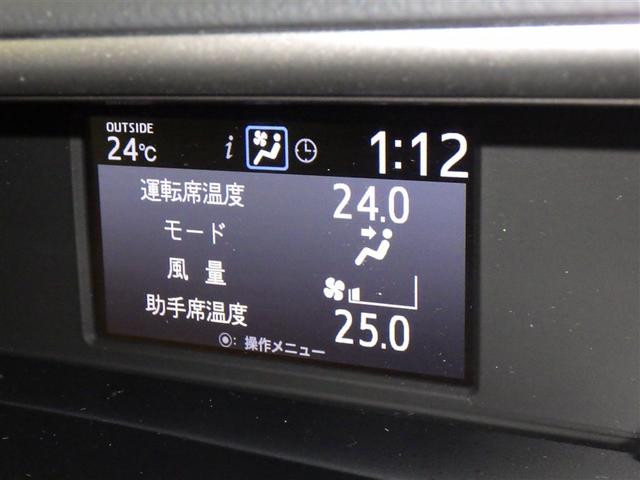 OUTSIDE
24℃ i 1:12
運転席温度 24.0
モード
風量
助手席温度 25.0
◉: 操作メニュー